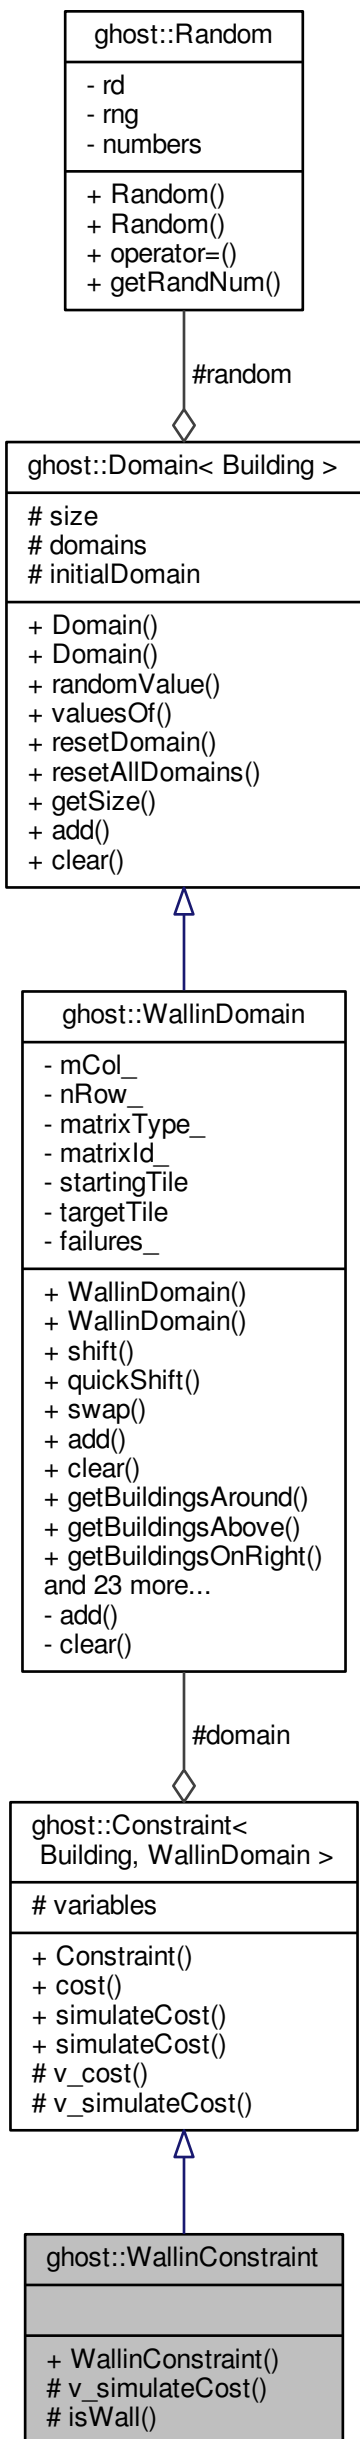 ghost::Random
- rd
- rng
- numbers
+ Random()
+ Random()
+ operator=()
+ getRandNum()
#random
ghost::Domain< Building >
# size
# domains
# initialDomain
+ Domain()
+ Domain()
+ randomValue()
+ valuesOf()
+ resetDomain()
+ resetAllDomains()
+ getSize()
+ add()
+ clear()
ghost::WallinDomain
- mCol_
- nRow_
- matrixType_
- matrixId_
- startingTile
- targetTile
- failures_
+ WallinDomain()
+ WallinDomain()
+ shift()
+ quickShift()
+ swap()
+ add()
+ clear()
+ getBuildingsAround()
+ getBuildingsAbove()
+ getBuildingsOnRight()
and 23 more...
- add()
- clear()
#domain
ghost::Constraint<
Building, WallinDomain >
# variables
+ Constraint()
+ cost()
+ simulateCost()
+ simulateCost()
# v_cost()
# v_simulateCost()
ghost::WallinConstraint
+ WallinConstraint()
# v_simulateCost()
# isWall()